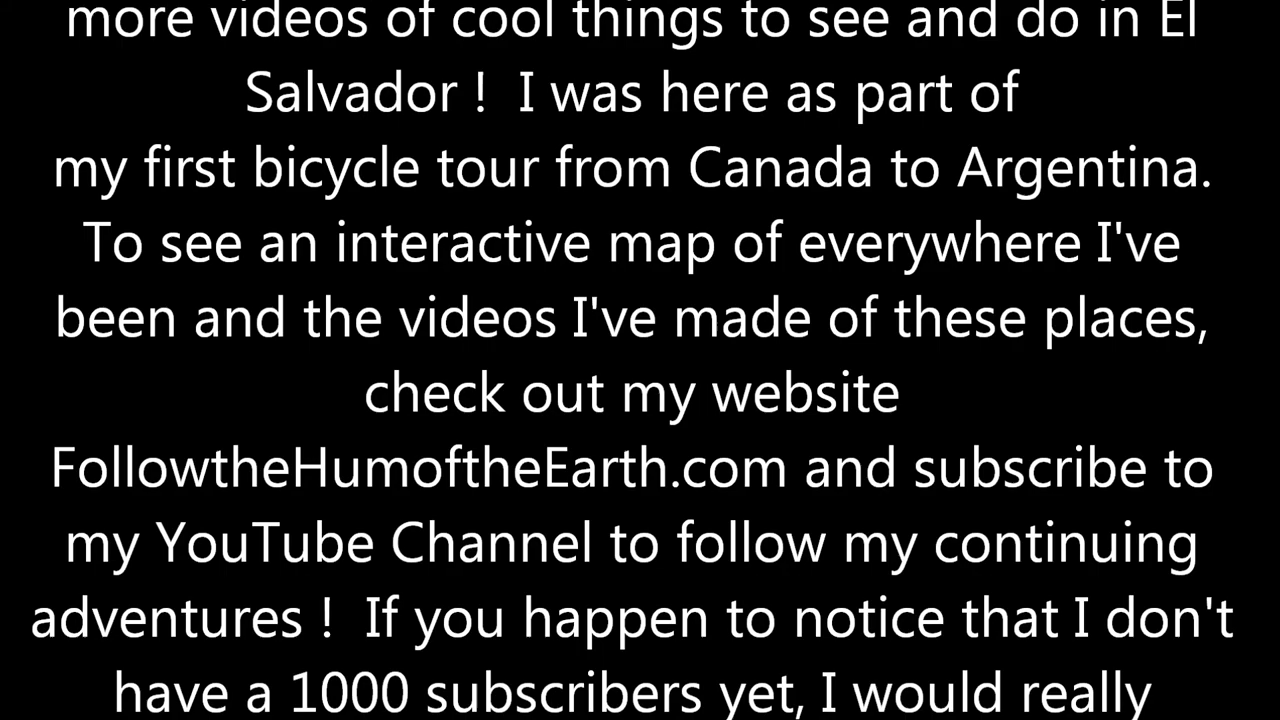 more videos of cool things to see and do in El
Salvador !  I was here as part of
my first bicycle tour from Canada to Argentina.
To see an interactive map of everywhere I've
been and the videos I've made of these places,
check out my website
FollowtheHumoftheEarth.com and subscribe to
my YouTube Channel to follow my continuing
adventures !  If you happen to notice that I don't
have a 1000 subscribers yet, I would really